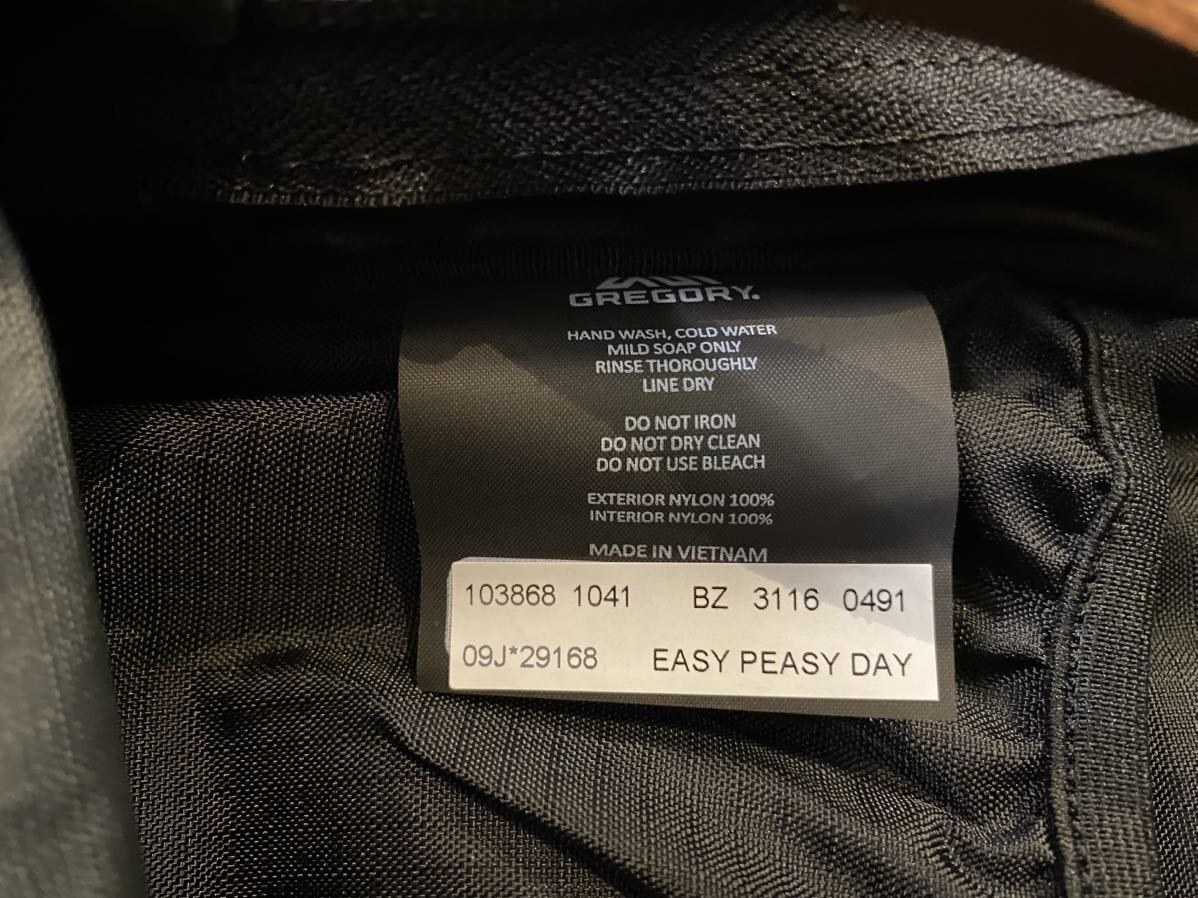 GREGORY.
HAND WASH, COLD WATER
MILD SOAP ONLY
RINSE THOROUGHLY
LINE DRY
DO NOT IRON
DO NOT DRY CLEAN
DO NOT USE BLEACH
EXTERIOR NYLON 100%
INTERIOR NYLON 100%
MADE IN VIETNAM
103868 1041 BZ 3116 0491
09J*29168 EASY PEASY DAY